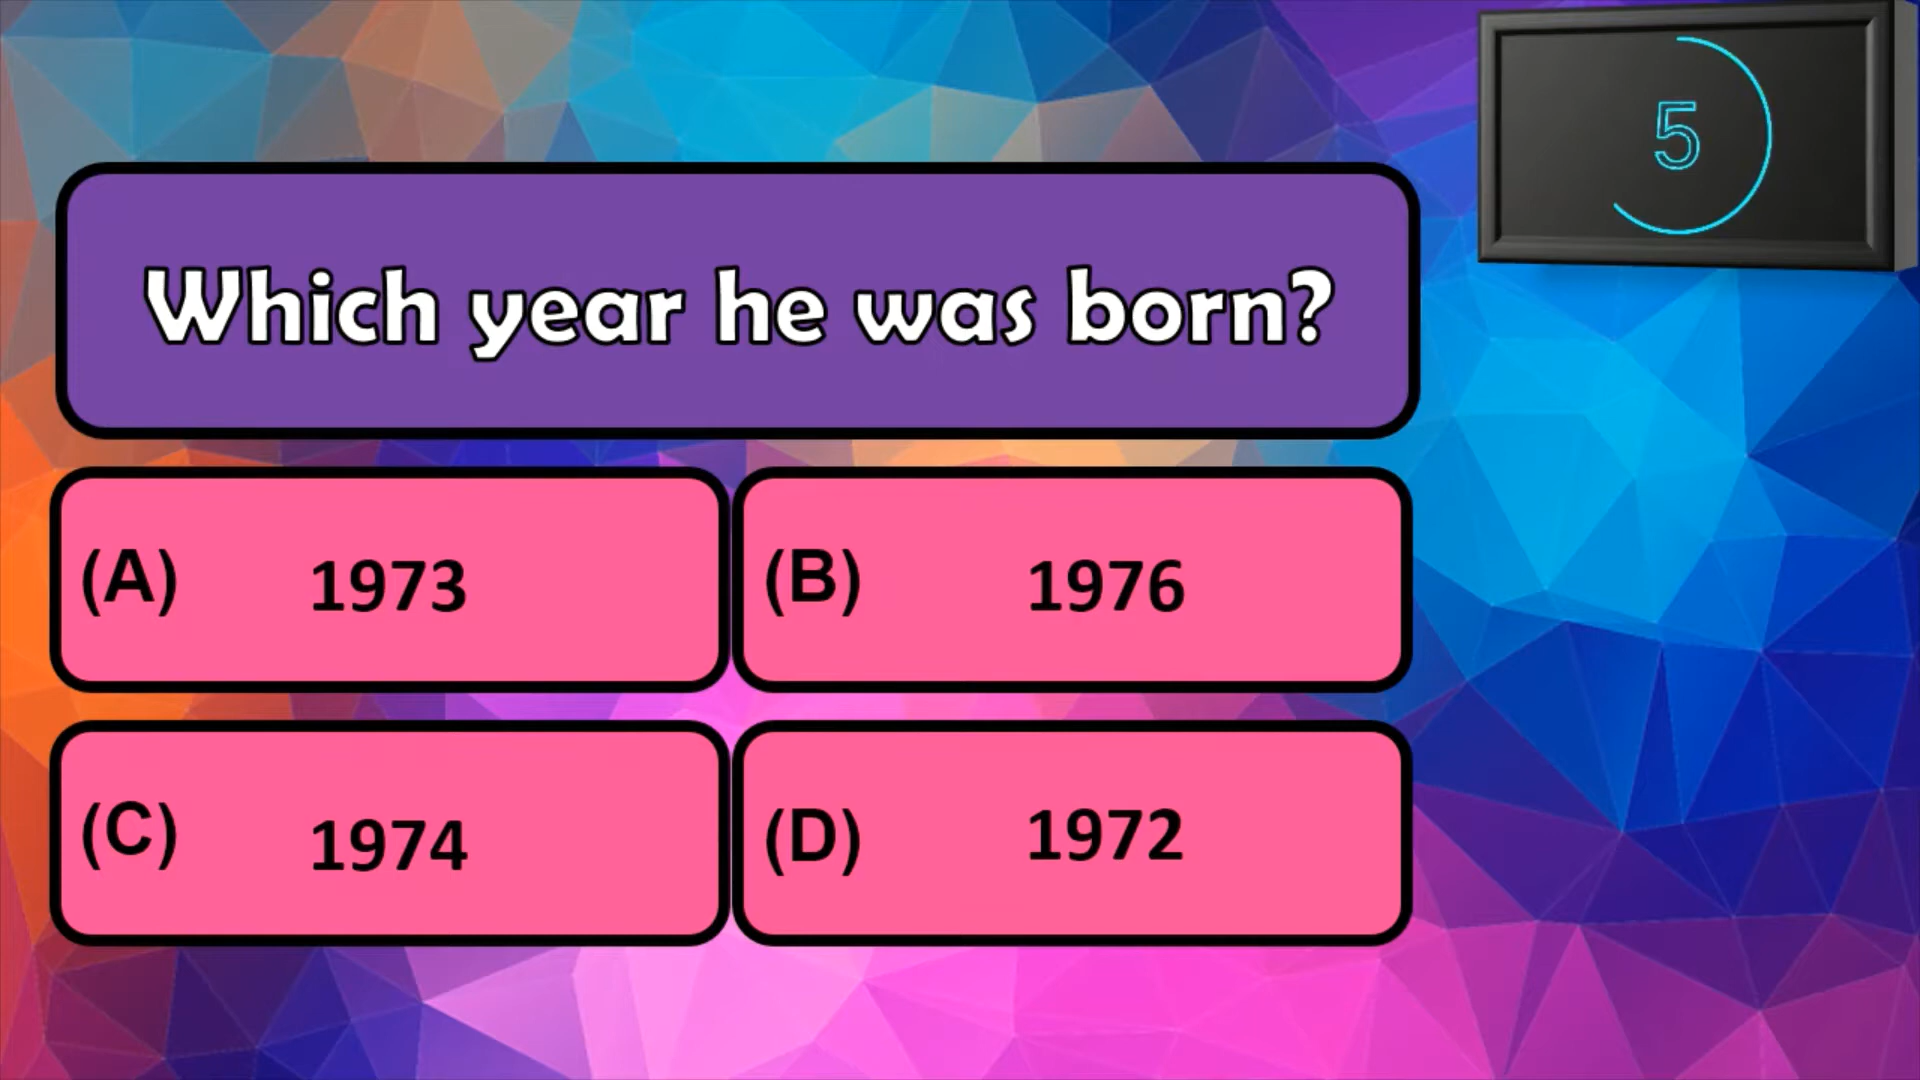 5
Which year he was born?
(A) 1973
(B) 1976
(C) 1974
(D) 1972